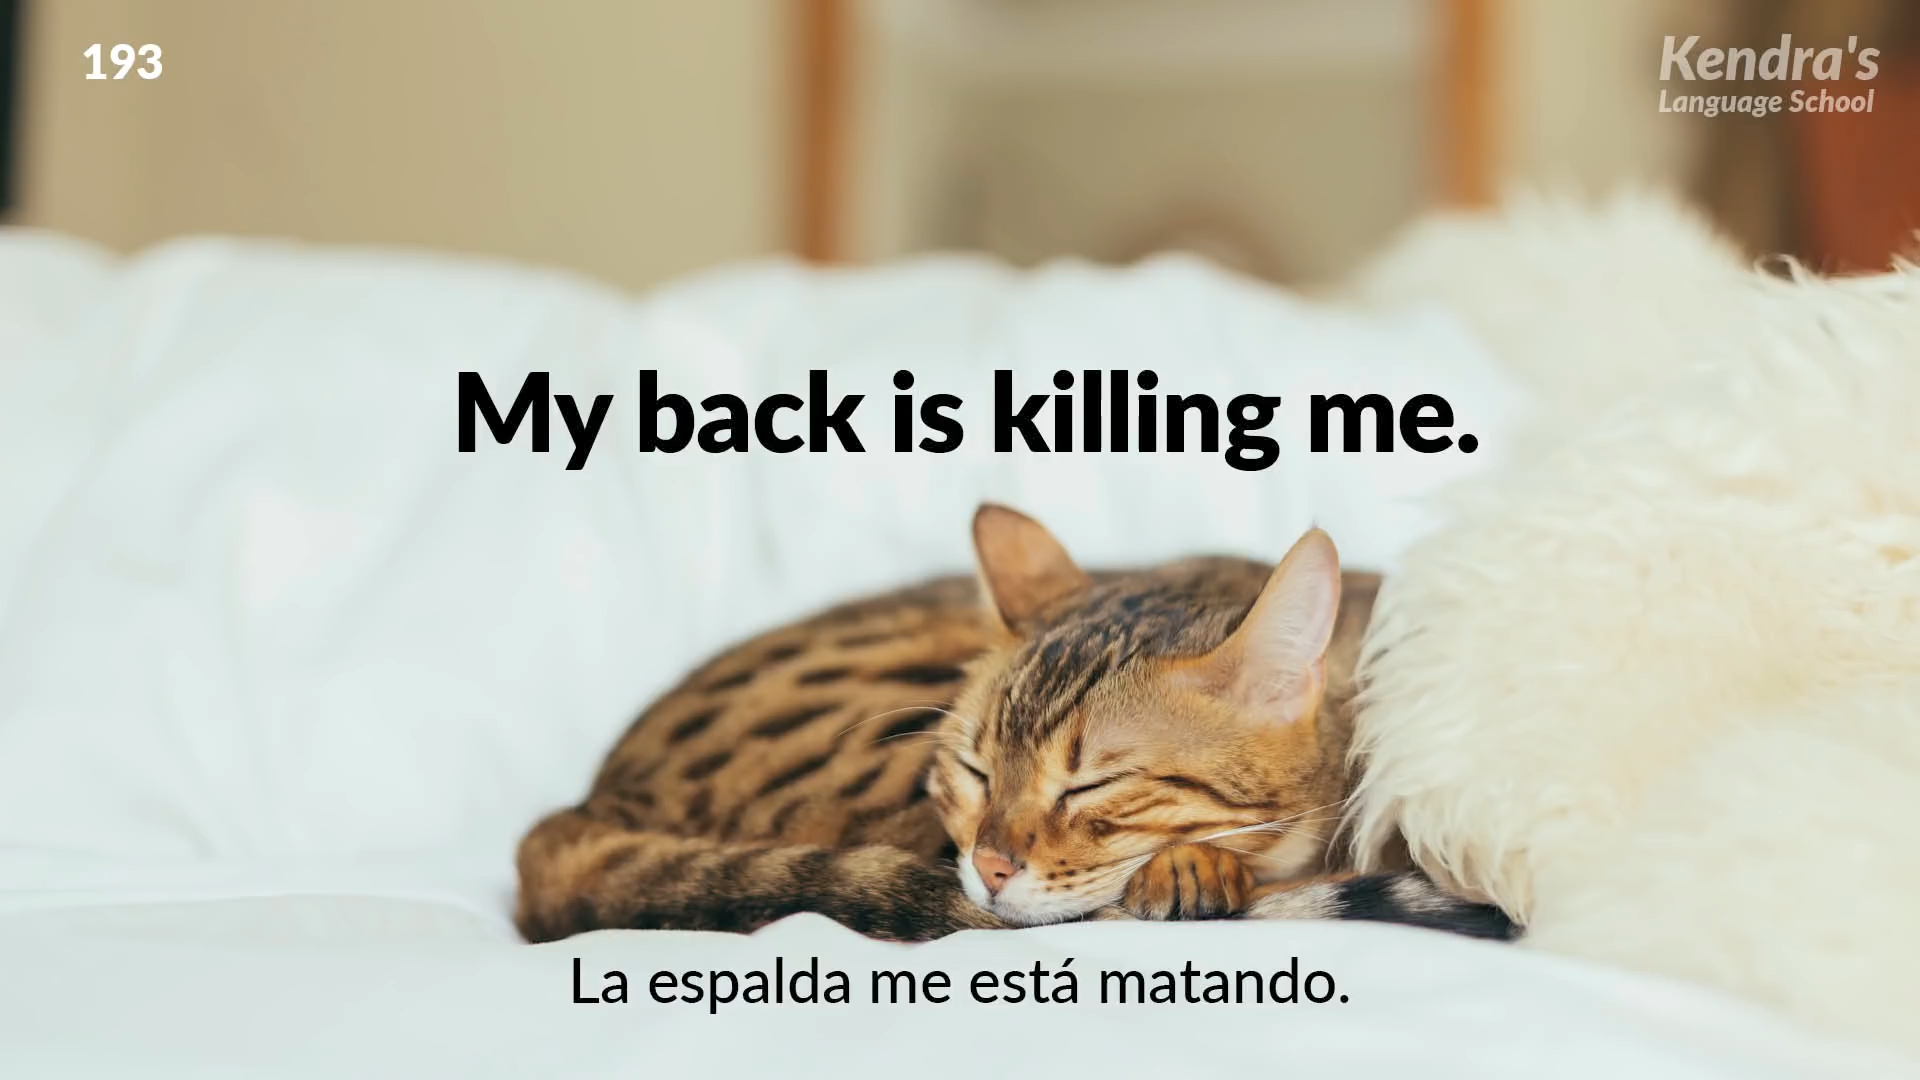 193
Kendra's
Language School
My back is killing me.
La espalda me está matando.